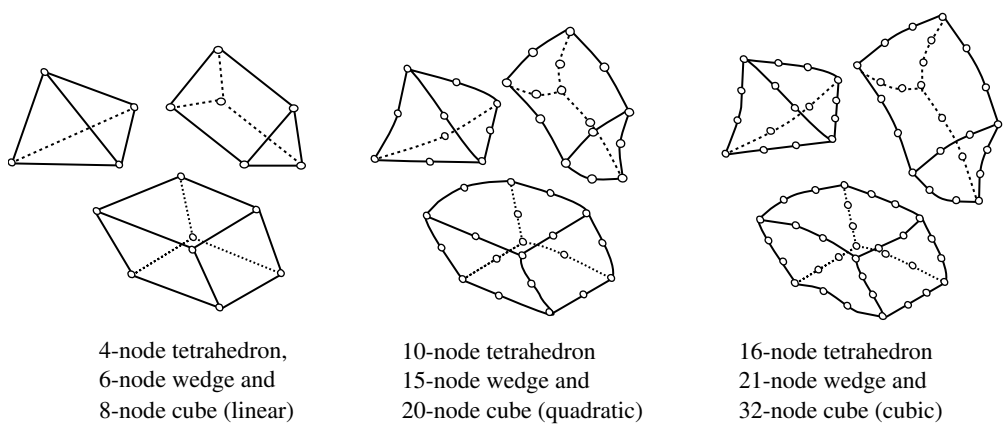 4-node tetrahedron,
6-node wedge and
8-node cube (linear)
10-node tetrahedron
15-node wedge and
20-node cube (quadratic)
16-node tetrahedron
21-node wedge and
32-node cube (cubic)